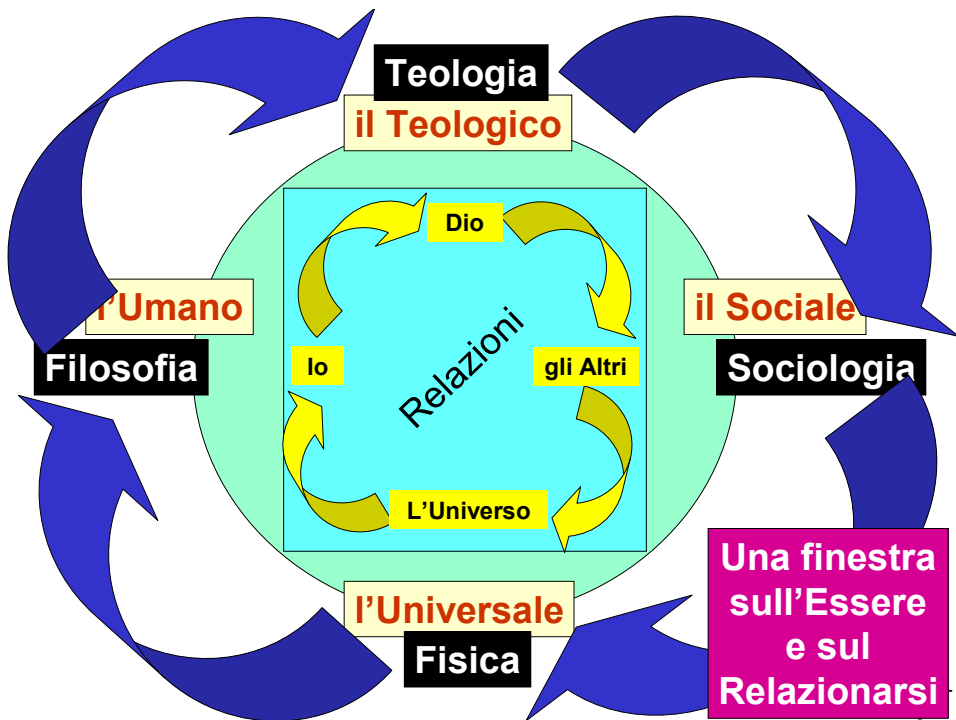 Teologia
il Teologico
Dio
l'Umano
il Sociale
Filosofia
Io
Relazioni
gli Altri
Sociologia
L'Universo
l'Universale
Fisica
Una finestra
sull'Essere
e sul
Relazionarsi